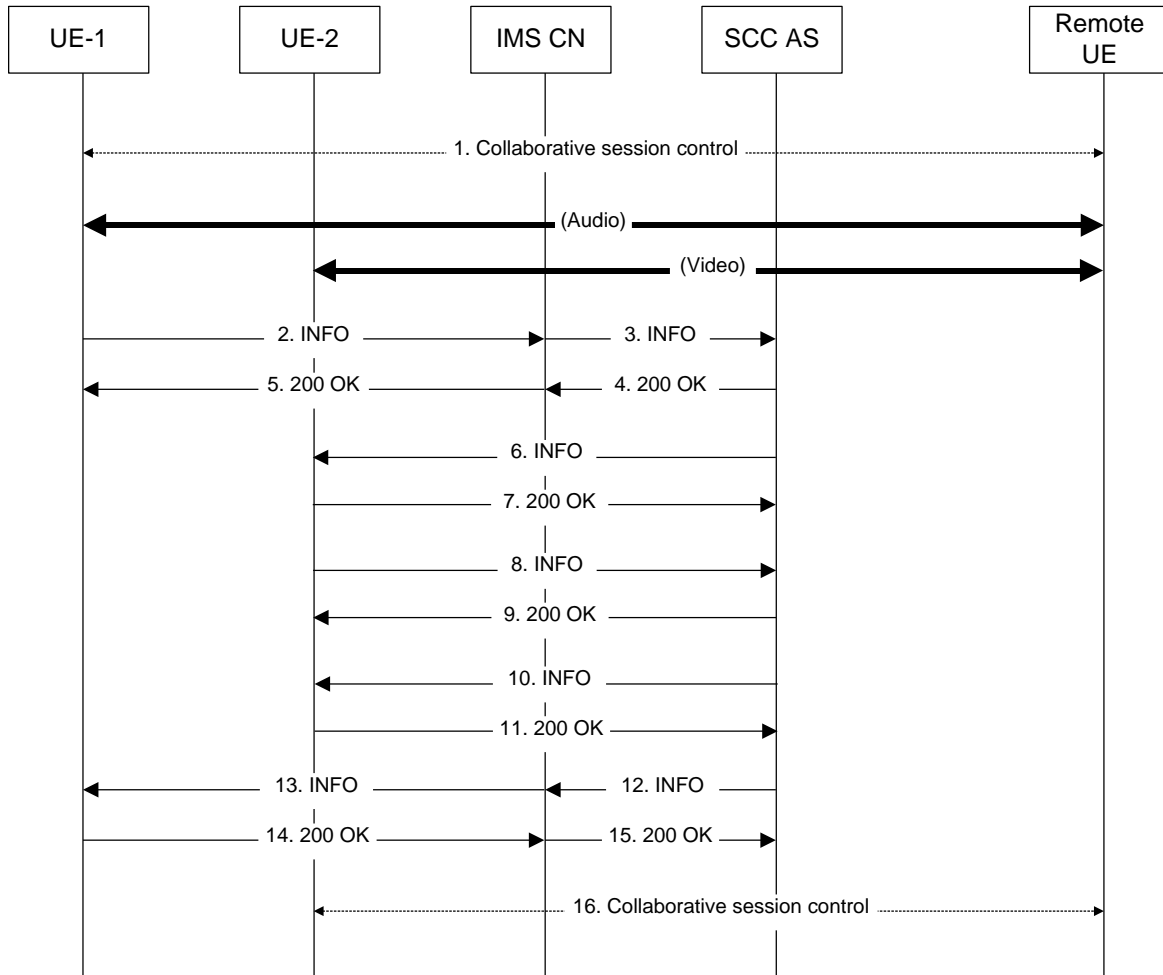 UE-1
UE-2
IMS CN
SCC AS
Remote
UE
1. Collaborative session control
(Audio)
(Video)
2. INFO
3. INFO
5. 200 OK
4. 200 OK
6. INFO
7. 200 OK
8. INFO
9. 200 OK
10. INFO
11. 200 OK
13. INFO
12. INFO
14. 200 OK
15. 200 OK
16. Collaborative session control